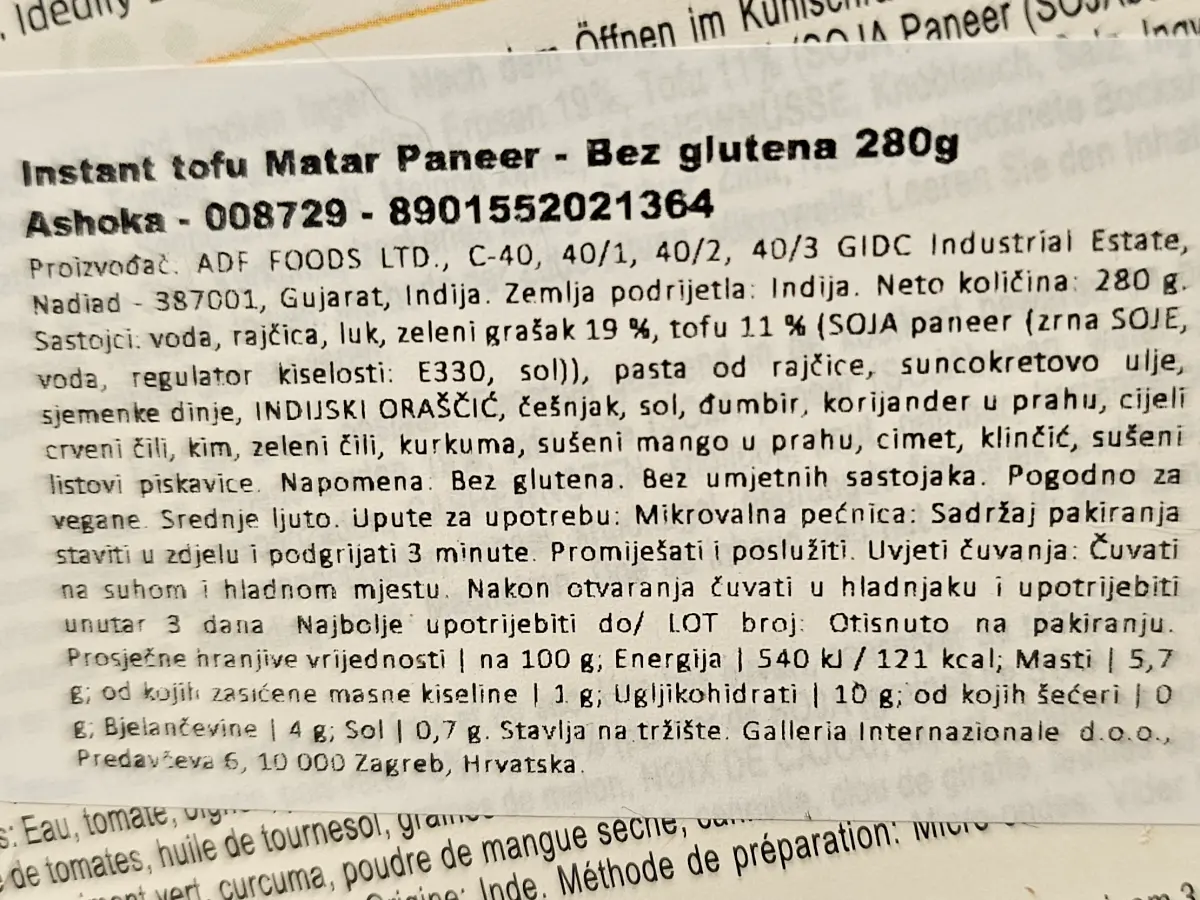 , Ideally
Öffnen im
SOJA Paneer
Instant tofu Matar Paneer - Bez glutena 280g
Ashoka - 008729 - 8901552021364
Proizvođač. ADF FOODS LTD., C-40, 40/1, 40/2, 40/3 GIDC Industrial Estate,
Nadiad - 387001, Gujarat, Indija. Zemlja podrijetla: Indija. Neto količina: 280 g.
Sastojci: voda, rajčica, luk, zeleni grašak 19 %, tofu 11 % (SOJA paneer (zrna SOJE,
voda, regulator kiselosti: E330, sol)), pasta od rajčice, suncokretovo ulje,
sjemenke dinje, INDIJSKI ORAŠČIĆ, češnjak, sol, đumbir, korijander u prahu, cijeli
crveni čili, kim, zeleni čili, kurkuma, sušeni mango u prahu, cimet, klinčić, sušeni
listovi piskavice. Napomena: Bez glutena. Bez umjetnih sastojaka. Pogodno za
vegane. Srednje ljuto. Upute za upotrebu: Mikrovalna pećnica: Sadržaj pakiranja
staviti u zdjelu i podgrijati 3 minute. Promiješati i poslužiti. Uvjeti čuvanja: Čuvati
na suhom i hladnom mjestu. Nakon otvaranja čuvati u hladnjaku i upotrijebiti
unutar 3 dana Najbolje upotrijebiti do/ LOT broj: Otisnuto na pakiranju.
Prosječne hranjive vrijednosti | na 100 g; Energija | 540 kJ / 121 kcal; Masti | 5,7
g; od kojih zasićene masne kiseline | 1 g; Ugljikohidrati | 10 g; od kojih šećeri | 0
g; Bjelančevine | 4 g; Sol | 0,7 g. Stavlja na tržište: Galleria Internazionale d.o.o.,
Predavčeva 6, 10 000 Zagreb, Hrvatska.
s: Eau, tomate,
de tomates, huile de tournesol,
vert, curcuma, poudre de mangue séchée,
Inde. Méthode de préparation: